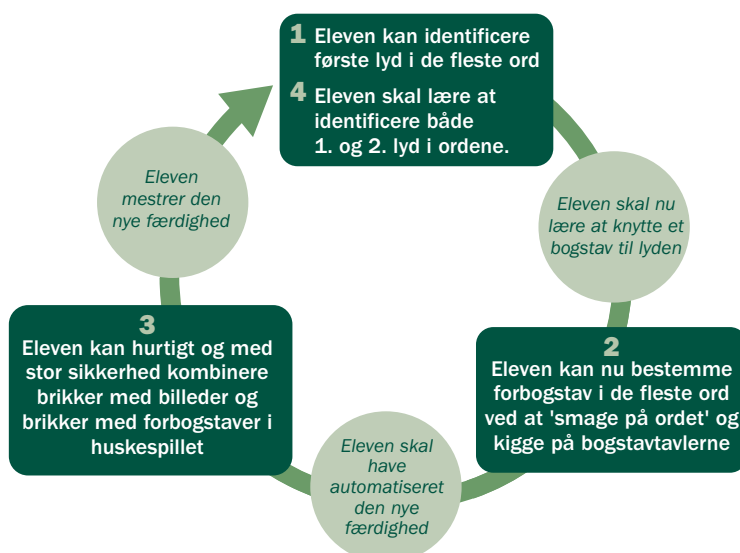 1 Eleven kan identificere
første lyd i de fleste ord
4 Eleven skal lære at
identificere både
1. og 2. lyd i ordene.
Eleven skal nu
lære at knytte et
bogstav til lyden
2
Eleven kan nu bestemme
forbogstav i de fleste ord
ved at 'smage på ordet' og
kigge på bogstavtavlerne
Eleven skal
have
automatiseret
den nye
færdighed
3
Eleven kan hurtigt og med
stor sikkerhed kombinere
brikker med billeder og
brikker med forbogstaver i
huskespillet
Eleven
mestrer den
nye færdighed